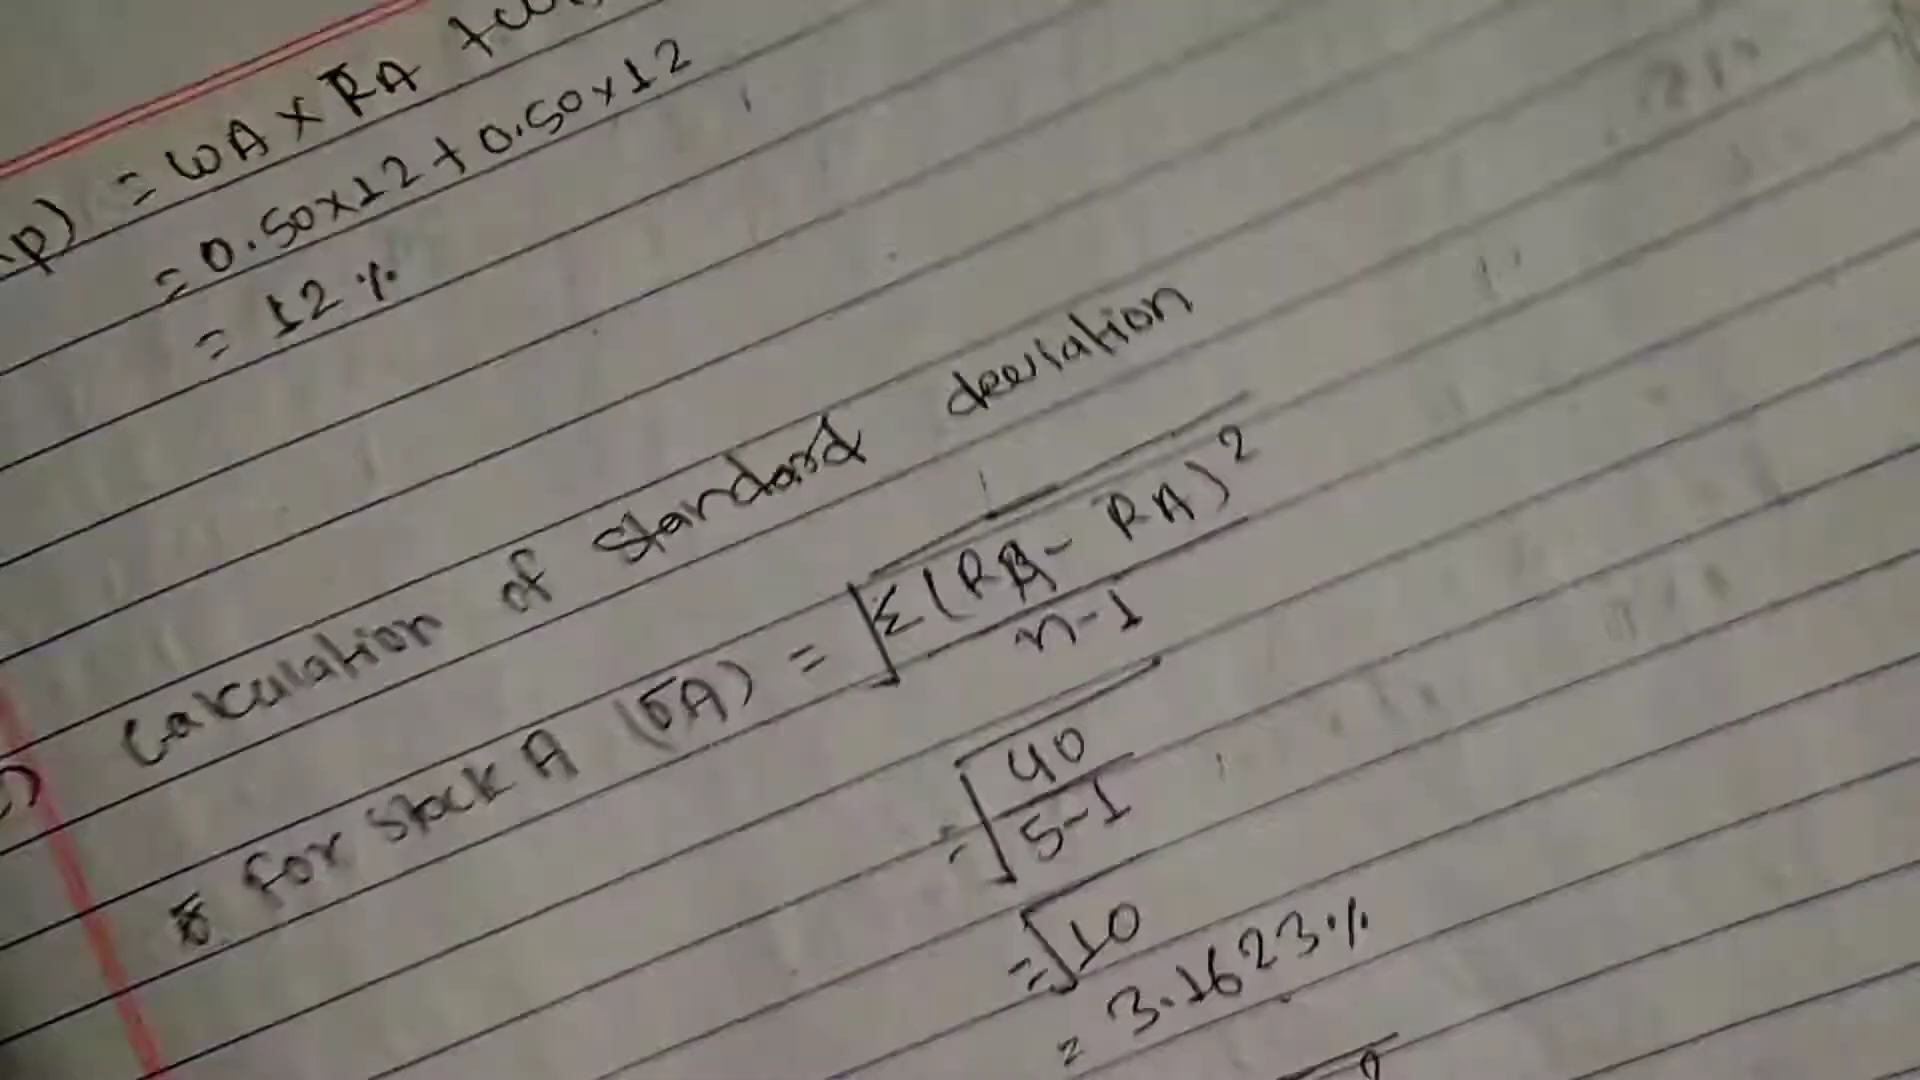 p) = WA × R̄A +
= 0.50×12 + 0.50×12
= 12%
Calculation of standard deviation
For stock A (σA) = √Σ(RA - R̄A)² / n-1
= √40 / 5-1
= √10
= 3.1623%